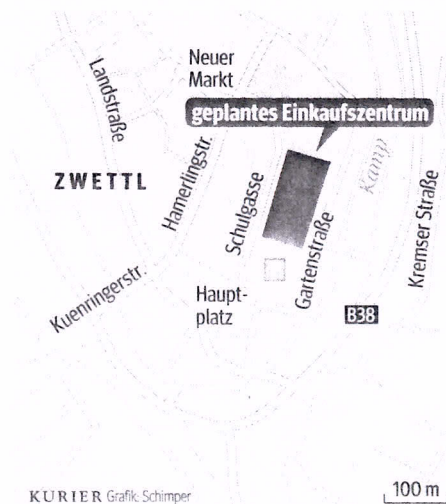 Neuer
Markt
Landstraße
geplantes Einkaufszentrum
ZWETTL
Hamerlingstr.
Schulgasse
Kamp
Kremser Straße
Gartenstraße
Kuenringerstr.
Haupt-
platz
B38
KURIER Grafik: Schimper
100 m